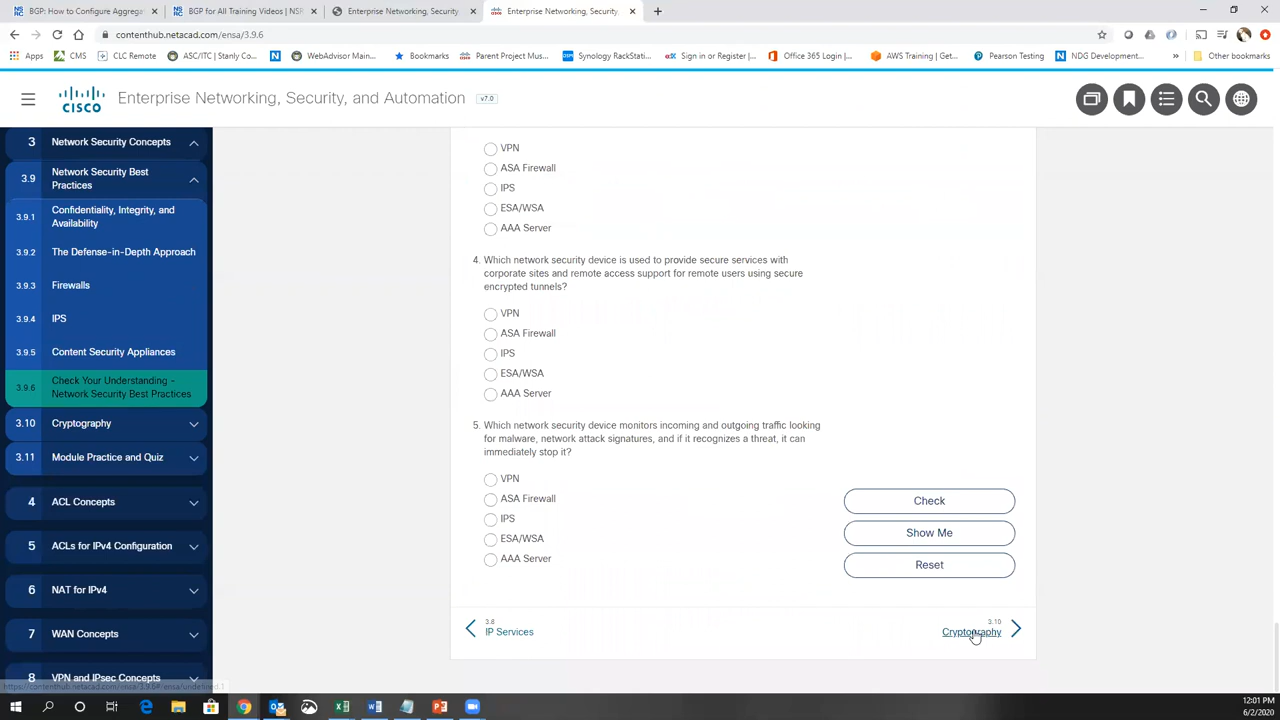 BGP: How to Configure Aggrega
BGP for All Training Videos | NSR
Enterprise Networking, Security,
Enterprise Networking, Security,
contenthub.netacad.com/ensa/3.9.6
Apps
CMS
CLC Remote
ASC/ITC | Stanly Co...
WebAdvisor Main...
Bookmarks
Parent Project Mus...
Synology RackStati...
Sign in or Register |...
Office 365 Login |...
AWS Training | Get...
Pearson Testing
NDG Development...
»
Other bookmarks
CISCO
Enterprise Networking, Security, and Automation
v7.0
3 Network Security Concepts
3.9 Network Security Best
Practices
3.9.1 Confidentiality, Integrity, and
Availability
3.9.2 The Defense-in-Depth Approach
3.9.3 Firewalls
3.9.4 IPS
3.9.5 Content Security Appliances
3.9.6 Check Your Understanding -
Network Security Best Practices
3.10 Cryptography
3.11 Module Practice and Quiz
4 ACL Concepts
5 ACLs for IPv4 Configuration
6 NAT for IPv4
7 WAN Concepts
8 VPN and IPsec Concepts
VPN
ASA Firewall
IPS
ESA/WSA
AAA Server
4. Which network security device is used to provide secure services with
corporate sites and remote access support for remote users using secure
encrypted tunnels?
VPN
ASA Firewall
IPS
ESA/WSA
AAA Server
5. Which network security device monitors incoming and outgoing traffic looking
for malware, network attack signatures, and if it recognizes a threat, it can
immediately stop it?
VPN
ASA Firewall
IPS
ESA/WSA
AAA Server
Check
Show Me
Reset
3.8
IP Services
3.10
Cryptography
https://contenthub.netacad.com/ensa/3.9.6#/ensa/undefined.1
12:01 PM
6/2/2020